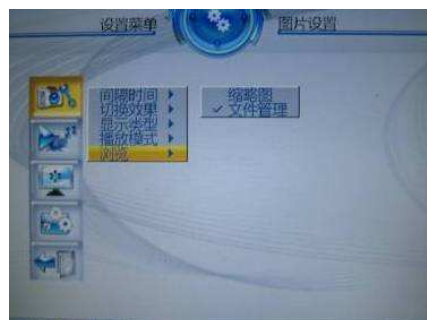 设置菜单
图片设置
间隔时间
切换效果
显示类型
播放模式
浏览
缩略图
文件管理